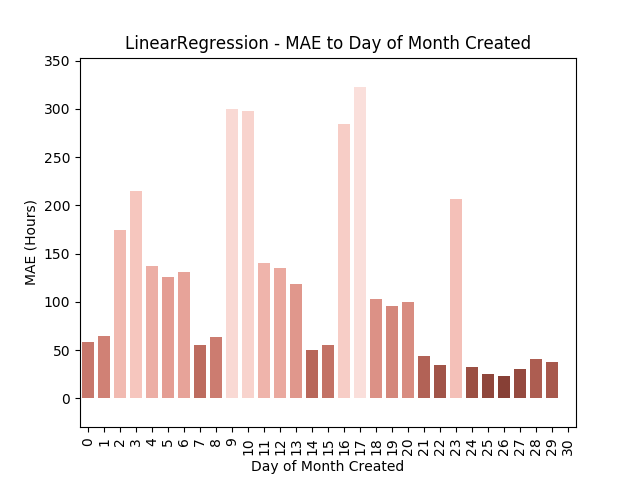 LinearRegression - MAE to Day of Month Created
350
300
250
200
150
100
50
0
MAE (Hours)
0 1 2 3 4 5 6 7 8 9 10 11 12 13 14 15 16 17 18 19 20 21 22 23 24 25 26 27 28 29 30
Day of Month Created